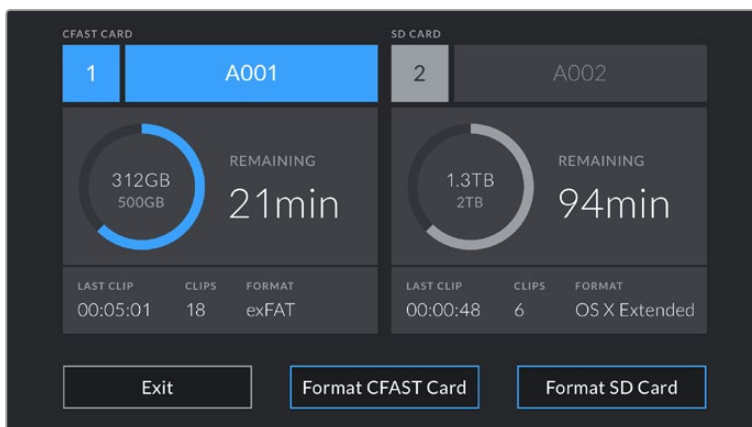 CFAST CARD
1
A001
312GB
500GB
REMAINING
21min
LAST CLIP
CLIPS
FORMAT
00:05:01
18
exFAT
SD CARD
2
A002
1.3TB
2TB
REMAINING
94min
LAST CLIP
CLIPS
FORMAT
00:00:48
6
OS X Extended
Exit
Format CFAST Card
Format SD Card